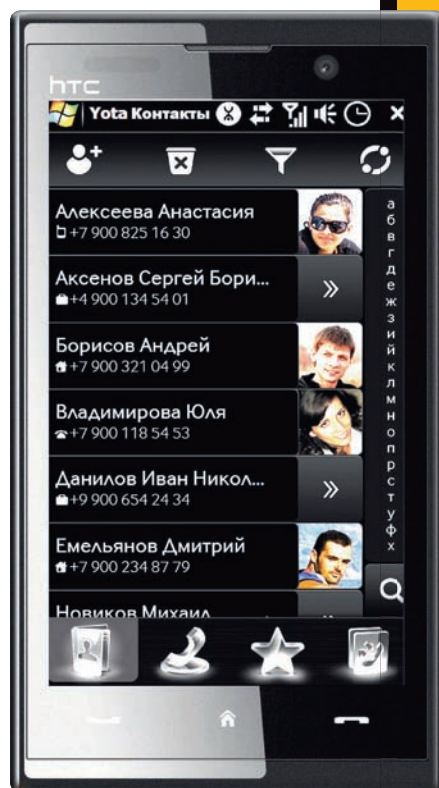 hTC
Yota Контакты
Алексеева Анастасия
+7 900 825 16 30
Аксенов Сергей Бори...
+4 900 134 54 01
Борисов Андрей
+7 900 321 04 99
Владимирова Юля
+7 900 118 54 53
Данилов Иван Никол...
+9 900 654 24 34
Емельянов Дмитрий
+7 900 234 87 79
Новиков Михаил
а
б
в
г
д
е
ж
з
и
й
к
л
м
н
о
п
р
с
т
у
ф
х